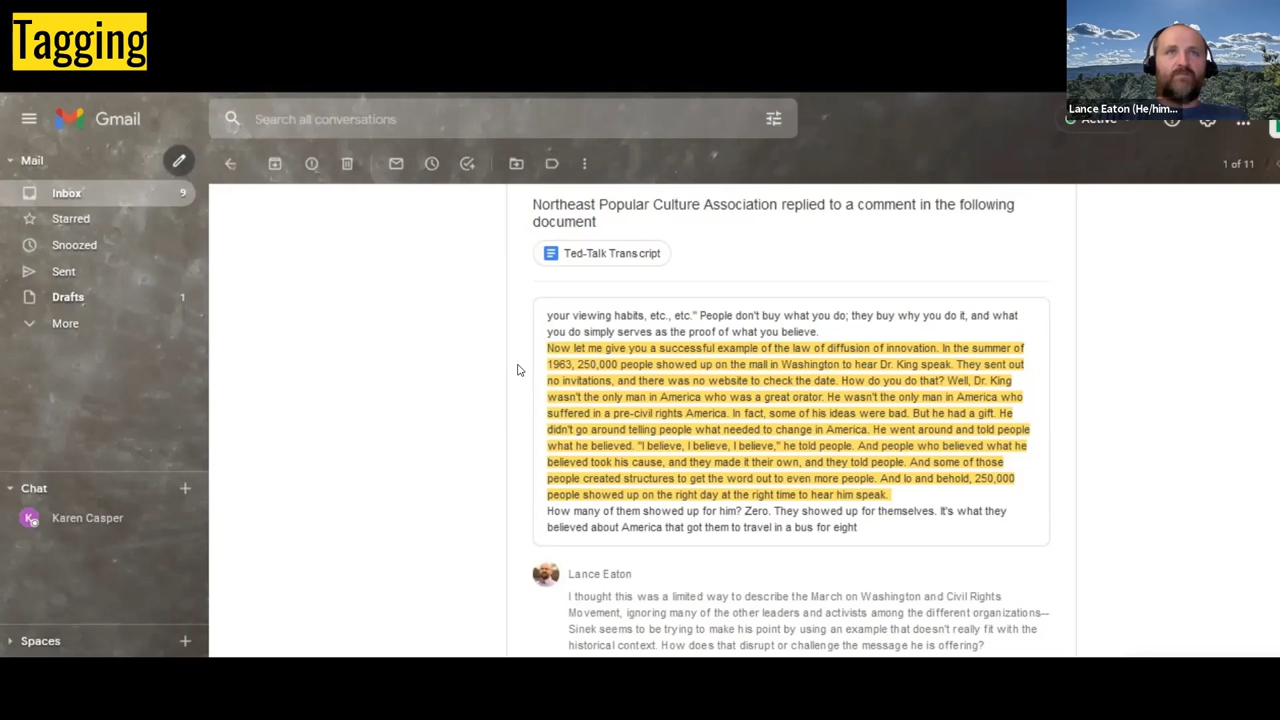 Tagging
Lance Eaton (He/him...
Gmail
Search all conversations
Active
Mail
1 of 11
Inbox 9
Starred
Snoozed
Sent
Drafts 1
More
Chat
K Karen Casper
Spaces
Northeast Popular Culture Association replied to a comment in the following
document
Ted-Talk Transcript
your viewing habits, etc., etc." People don't buy what you do; they buy why you do it, and what
you do simply serves as the proof of what you believe.
Now let me give you a successful example of the law of diffusion of innovation. In the summer of
1963, 250,000 people showed up on the mall in Washington to hear Dr. King speak. They sent out
no invitations, and there was no website to check the date. How do you do that? Well, Dr. King
wasn't the only man in America who was a great orator. He wasn't the only man in America who
suffered in a pre-civil rights America. In fact, some of his ideas were bad. But he had a gift. He
didn't go around telling people what needed to change in America. He went around and told people
what he believed. "I believe, I believe, I believe," he told people. And people who believed what he
believed took his cause, and they made it their own, and they told people. And some of those
people created structures to get the word out to even more people. And lo and behold, 250,000
people showed up on the right day at the right time to hear him speak.
How many of them showed up for him? Zero. They showed up for themselves. It's what they
believed about America that got them to travel in a bus for eight
Lance Eaton
I thought this was a limited way to describe the March on Washington and Civil Rights
Movement, ignoring many of the other leaders and activists among the different organizations--
Sinek seems to be trying to make his point by using an example that doesn't really fit with the
historical context. How does that disrupt or challenge the message he is offering?